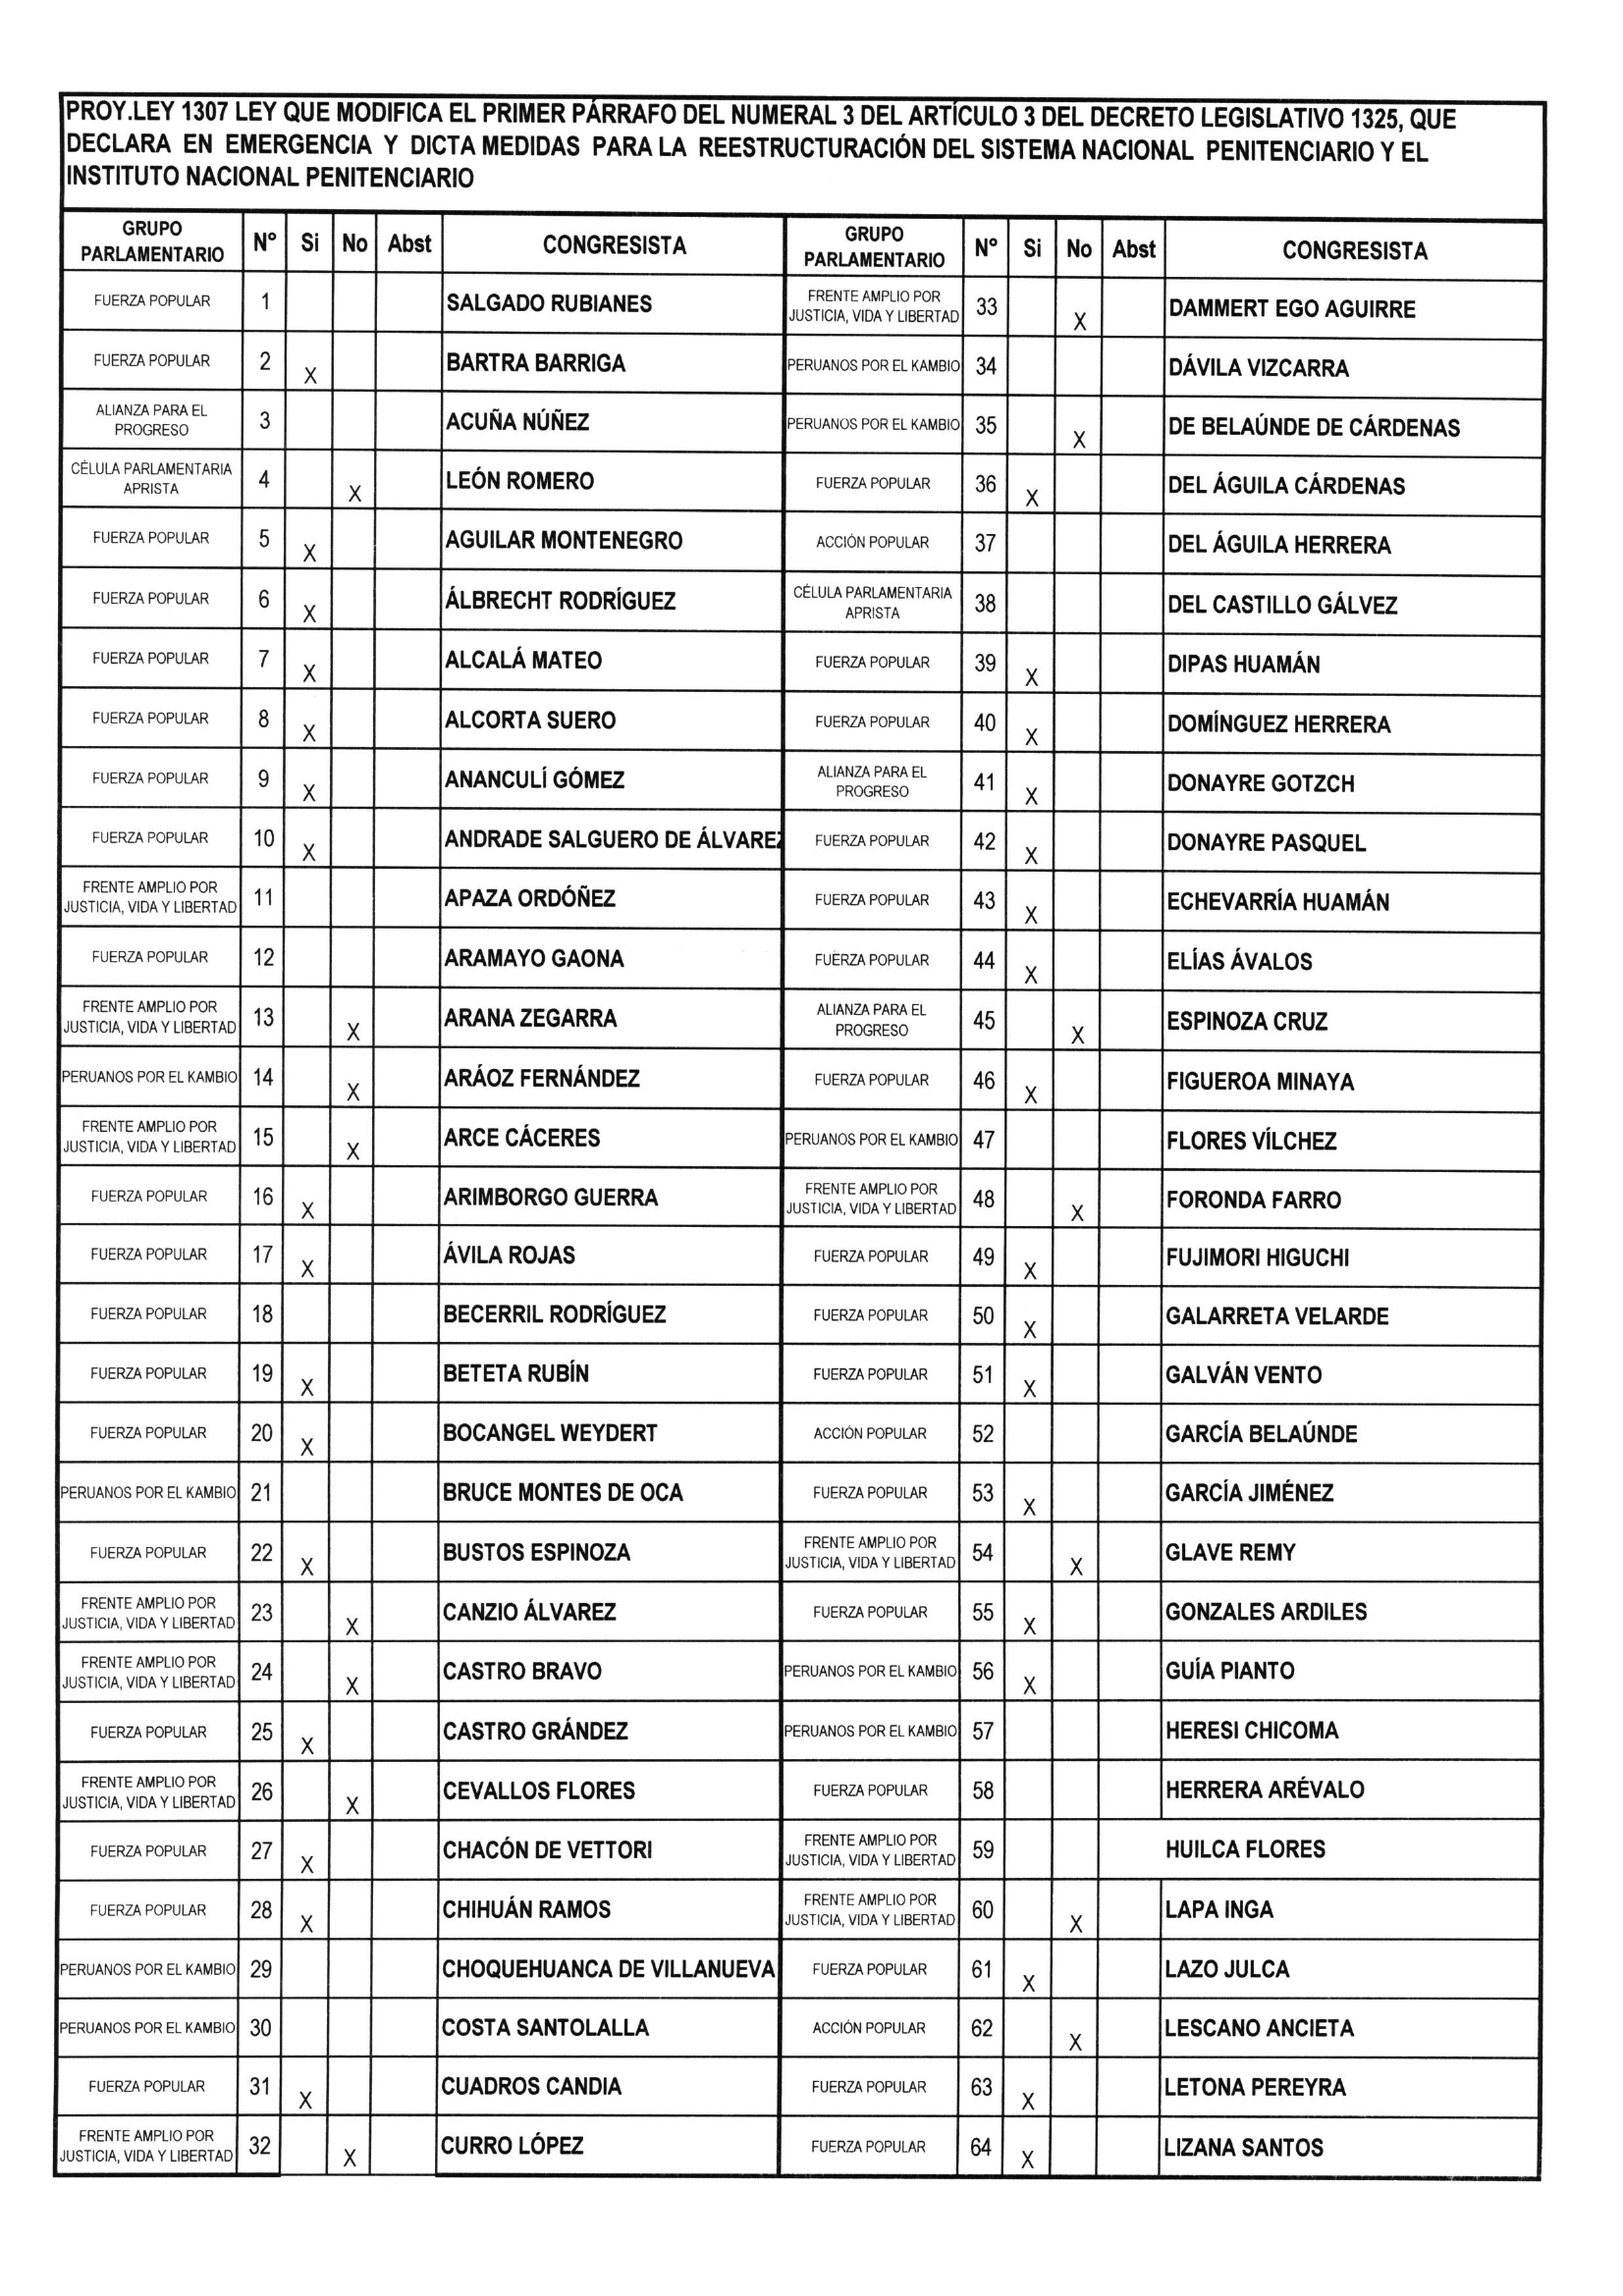 PROY.LEY 1307 LEY QUE MODIFICA EL PRIMER PÁRRAFO DEL NUMERAL 3 DEL ARTÍCULO 3 DEL DECRETO LEGISLATIVO 1325, QUE
DECLARA EN EMERGENCIA Y DICTA MEDIDAS PARA LA REESTRUCTURACIÓN DEL SISTEMA NACIONAL PENITENCIARIO Y EL
INSTITUTO NACIONAL PENITENCIARIO
GRUPO PARLAMENTARIO N° Si No Abst CONGRESISTA
FUERZA POPULAR 1 SALGADO RUBIANES
FUERZA POPULAR 2 X BARTRA BARRIGA
ALIANZA PARA EL PROGRESO 3 ACUÑA NÚÑEZ
CÉLULA PARLAMENTARIA APRISTA 4 X LEÓN ROMERO
FUERZA POPULAR 5 X AGUILAR MONTENEGRO
FUERZA POPULAR 6 X ÁLBRECHT RODRÍGUEZ
FUERZA POPULAR 7 X ALCALÁ MATEO
FUERZA POPULAR 8 X ALCORTA SUERO
FUERZA POPULAR 9 X ANANCULÍ GÓMEZ
FUERZA POPULAR 10 X ANDRADE SALGUERO DE ÁLVAREZ
FRENTE AMPLIO POR JUSTICIA, VIDA Y LIBERTAD 11 APAZA ORDÓÑEZ
FUERZA POPULAR 12 ARAMAYO GAONA
FRENTE AMPLIO POR JUSTICIA, VIDA Y LIBERTAD 13 X ARANA ZEGARRA
PERUANOS POR EL KAMBIO 14 X ARÁOZ FERNÁNDEZ
FRENTE AMPLIO POR JUSTICIA, VIDA Y LIBERTAD 15 X ARCE CÁCERES
FUERZA POPULAR 16 X ARIMBORGO GUERRA
FUERZA POPULAR 17 X ÁVILA ROJAS
FUERZA POPULAR 18 BECERRIL RODRÍGUEZ
FUERZA POPULAR 19 X BETETA RUBÍN
FUERZA POPULAR 20 X BOCANGEL WEYDERT
PERUANOS POR EL KAMBIO 21 BRUCE MONTES DE OCA
FUERZA POPULAR 22 X BUSTOS ESPINOZA
FRENTE AMPLIO POR JUSTICIA, VIDA Y LIBERTAD 23 X CANZIO ÁLVAREZ
FRENTE AMPLIO POR JUSTICIA, VIDA Y LIBERTAD 24 X CASTRO BRAVO
FUERZA POPULAR 25 X CASTRO GRÁNDEZ
FRENTE AMPLIO POR JUSTICIA, VIDA Y LIBERTAD 26 X CEVALLOS FLORES
FUERZA POPULAR 27 X CHACÓN DE VETTORI
FUERZA POPULAR 28 X CHIHUÁN RAMOS
PERUANOS POR EL KAMBIO 29 CHOQUEHUANCA DE VILLANUEVA
PERUANOS POR EL KAMBIO 30 COSTA SANTOLALLA
FUERZA POPULAR 31 X CUADROS CANDIA
FRENTE AMPLIO POR JUSTICIA, VIDA Y LIBERTAD 32 X CURRO LÓPEZ
GRUPO PARLAMENTARIO N° Si No Abst CONGRESISTA
FRENTE AMPLIO POR JUSTICIA, VIDA Y LIBERTAD 33 X DAMMERT EGO AGUIRRE
PERUANOS POR EL KAMBIO 34 DÁVILA VIZCARRA
PERUANOS POR EL KAMBIO 35 X DE BELAÚNDE DE CÁRDENAS
FUERZA POPULAR 36 X DEL ÁGUILA CÁRDENAS
ACCIÓN POPULAR 37 DEL ÁGUILA HERRERA
CÉLULA PARLAMENTARIA APRISTA 38 DEL CASTILLO GÁLVEZ
FUERZA POPULAR 39 X DIPAS HUAMÁN
FUERZA POPULAR 40 X DOMÍNGUEZ HERRERA
ALIANZA PARA EL PROGRESO 41 X DONAYRE GOTZCH
FUERZA POPULAR 42 X DONAYRE PASQUEL
FUERZA POPULAR 43 X ECHEVARRÍA HUAMÁN
FUERZA POPULAR 44 X ELÍAS ÁVALOS
ALIANZA PARA EL PROGRESO 45 X ESPINOZA CRUZ
FUERZA POPULAR 46 X FIGUEROA MINAYA
PERUANOS POR EL KAMBIO 47 FLORES VÍLCHEZ
FRENTE AMPLIO POR JUSTICIA, VIDA Y LIBERTAD 48 X FORONDA FARRO
FUERZA POPULAR 49 X FUJIMORI HIGUCHI
FUERZA POPULAR 50 X GALARRETA VELARDE
FUERZA POPULAR 51 X GALVÁN VENTO
ACCIÓN POPULAR 52 GARCÍA BELAÚNDE
FUERZA POPULAR 53 X GARCÍA JIMÉNEZ
FRENTE AMPLIO POR JUSTICIA, VIDA Y LIBERTAD 54 X GLAVE REMY
FUERZA POPULAR 55 X GONZALES ARDILES
PERUANOS POR EL KAMBIO 56 X GUÍA PIANTO
PERUANOS POR EL KAMBIO 57 HERESI CHICOMA
FUERZA POPULAR 58 HERRERA ARÉVALO
FRENTE AMPLIO POR JUSTICIA, VIDA Y LIBERTAD 59 HUILCA FLORES
FRENTE AMPLIO POR JUSTICIA, VIDA Y LIBERTAD 60 X LAPA INGA
FUERZA POPULAR 61 X LAZO JULCA
ACCIÓN POPULAR 62 X LESCANO ANCIETA
FUERZA POPULAR 63 X LETONA PEREYRA
FUERZA POPULAR 64 X LIZANA SANTOS